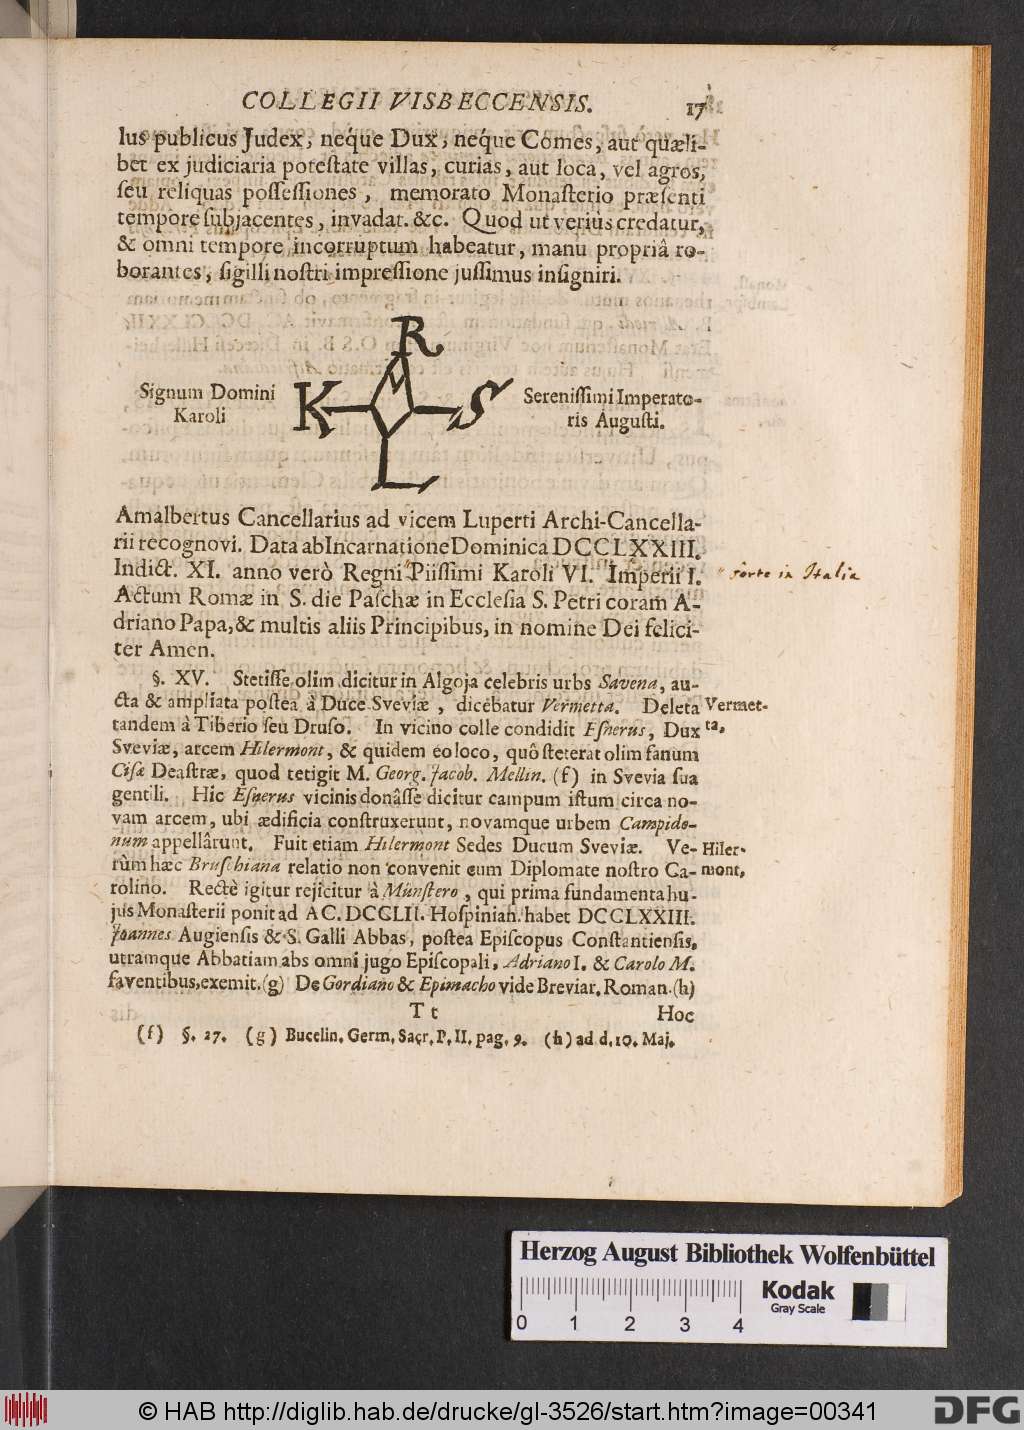 COLLEGII VISBECCENSIS. 17
lus publicus Judex, neq́ue Dux, neq́ue Comes, aut quæli-
bet ex judiciaria poteſtate villas, curias, aut loca, vel agros,
ſeu reliquas poſſeſſiones, memorato Monaſterio præſenti
tempore ſubjacentes, invadat. &c. Quod ut veriùs credatur,
& omni tempore incorruptum habeatur, manu propriâ ro-
borantes, ſigilli noſtri impreſſione juſſimus inſigniri.
R
Signum Domini
Karoli
K S
Sereniſſimi Imperato-
ris Auguſti.
L
Amalbertus Cancellarius ad vicem Luperti Archi-Cancella-
rii recognovi. Data ab Incarnatione Dominica DCCLXXIII.
Indict. XI. anno verò Regni " Piiſſimi Karoli VI. Imperii I.
" forte in Italia
Actum Romæ in S. die Paſchæ in Eccleſia S. Petri coram A-
driano Papa, & multis aliis Principibus, in nomine Dei felici-
ter Amen.
§. XV. Stetiſſe olim dicitur in Algoja celebris urbs Savena, au-
cta & ampliata poſtea à Duce Sveviæ, dicebatur Vermetta. Deleta
Vermet-
ta,
tandem à Tiberio ſeu Druſo. In vicino colle condidit Eſnerus, Dux
Sveviæ, arcem Hilermont, & quidem eo loco, quô ſteterat olim fanum
Ciſæ Deaſtræ, quod tetigit M. Georg. Jacob. Mellin. (f) in Svevia ſua
gentili. Hic Eſnerus vicinis donâſſe dicitur campum iſtum circa no-
vam arcem, ubi ædificia conſtruxerunt, novamque urbem Campido-
num appellârunt. Fuit etiam Hilermont Sedes Ducum Sveviæ. Ve-
Hiler-
mont,
rùm hæc Bruſchiana relatio non convenit cum Diplomate noſtro Ca-
rolino. Rectè igitur rejicitur à Münſtero, qui prima fundamenta hu-
jus Monaſterii ponit ad AC. DCCLII. Hoſpinian. habet DCCLXXIII.
Joannes Augienſis & S. Galli Abbas, poſtea Epiſcopus Conſtantienſis,
utramque Abbatiam abs omni jugo Epiſcopali, Adriano I. & Carolo M.
faventibus, exemit. (g) De Gordiano & Epimacho vide Breviar. Roman. (h)
T t Hoc
(f) §. 27. (g) Bucelin. Germ. Sacr. P. II. pag. 9. (h) ad d. 10. Maj.
Herzog August Bibliothek Wolfenbüttel
Kodak
Gray Scale
0 1 2 3 4
© HAB http://diglib.hab.de/drucke/gl-3526/start.htm?image=00341
DFG